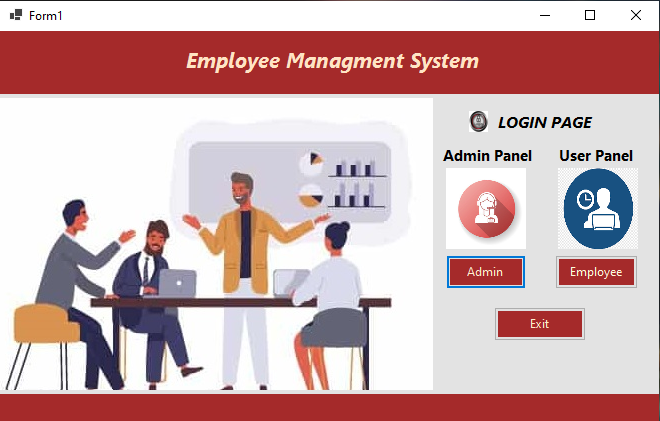 Form1
Employee Managment System
LOGIN PAGE
Admin Panel
User Panel
Admin
Employee
Exit